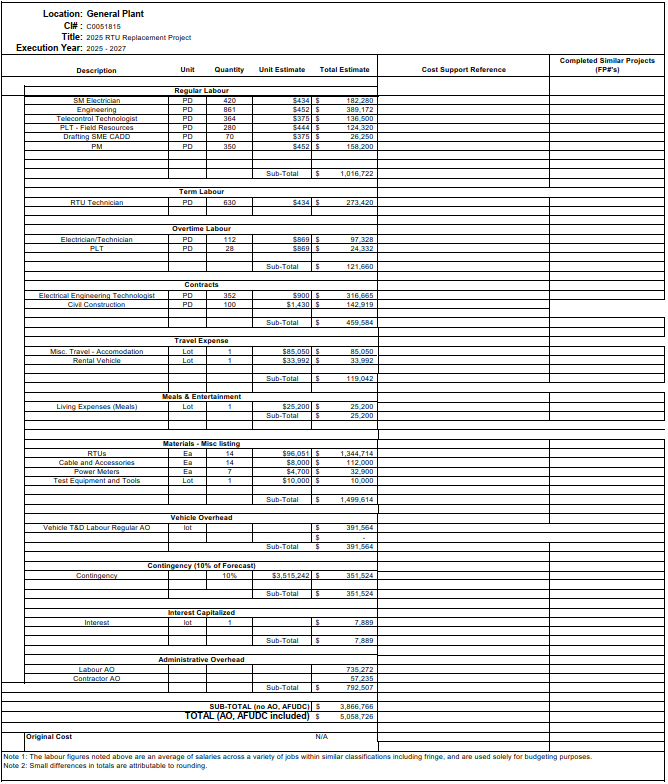 Location: General Plant
CI# : C0051815
Title: 2025 RTU Replacement Project
Execution Year: 2025 - 2027
Description Unit Quantity Unit Estimate Total Estimate Cost Support Reference Completed Similar Projects (FP#'s)
Regular Labour
SM Electrician PD 420 $434 $ 182,280
Engineering PD 861 $452 $ 389,172
Telecontrol Technologist PD 364 $375 $ 136,500
PLT - Field Resources PD 280 $444 $ 124,320
Drafting SME CADD PD 70 $375 $ 26,250
PM PD 350 $452 $ 158,200
Sub-Total $ 1,016,722
Term Labour
RTU Technician PD 630 $434 $ 273,420
Overtime Labour
Electrician/Technician PD 112 $869 $ 97,328
PLT PD 28 $869 $ 24,332
Sub-Total $ 121,660
Contracts
Electrical Engineering Technologist PD 352 $900 $ 316,665
Civil Construction PD 100 $1,430 $ 142,919
Sub-Total $ 459,584
Travel Expense
Misc. Travel - Accomodation Lot 1 $85,050 $ 85,050
Rental Vehicle Lot 1 $33,992 $ 33,992
Sub-Total $ 119,042
Meals & Entertainment
Living Expenses (Meals) Lot 1 $25,200 $ 25,200
Sub-Total $ 25,200
Materials - Misc listing
RTUs Ea 14 $96,051 $ 1,344,714
Cable and Accessories Ea 14 $8,000 $ 112,000
Power Meters Ea 7 $4,700 $ 32,900
Test Equipment and Tools Lot 1 $10,000 $ 10,000
Sub-Total $ 1,499,614
Vehicle Overhead
Vehicle T&D Labour Regular AO lot $ 391,564
$ -
Sub-Total $ 391,564
Contingency (10% of Forecast)
Contingency 10% $3,515,242 $ 351,524
Sub-Total $ 351,524
Interest Capitalized
Interest lot 1 $ 7,889
Sub-Total $ 7,889
Administrative Overhead
Labour AO 735,272
Contractor AO 57,235
Sub-Total $ 792,507
SUB-TOTAL (no AO, AFUDC) $ 3,866,766
TOTAL (AO, AFUDC included) $ 5,058,726
Original Cost N/A
Note 1: The labour figures noted above are an average of salaries across a variety of jobs within similar classifications including fringe, and are used solely for budgeting purposes.
Note 2: Small differences in totals are attributable to rounding.